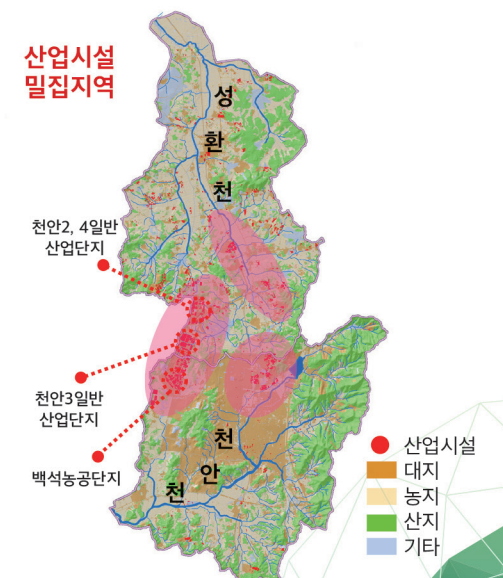 산업시설
밀집지역
성
환
천
천안2, 4일반
산업단지
천안3일반
산업단지
백석농공단지
천
안
천
산업시설
대지
농지
산지
기타